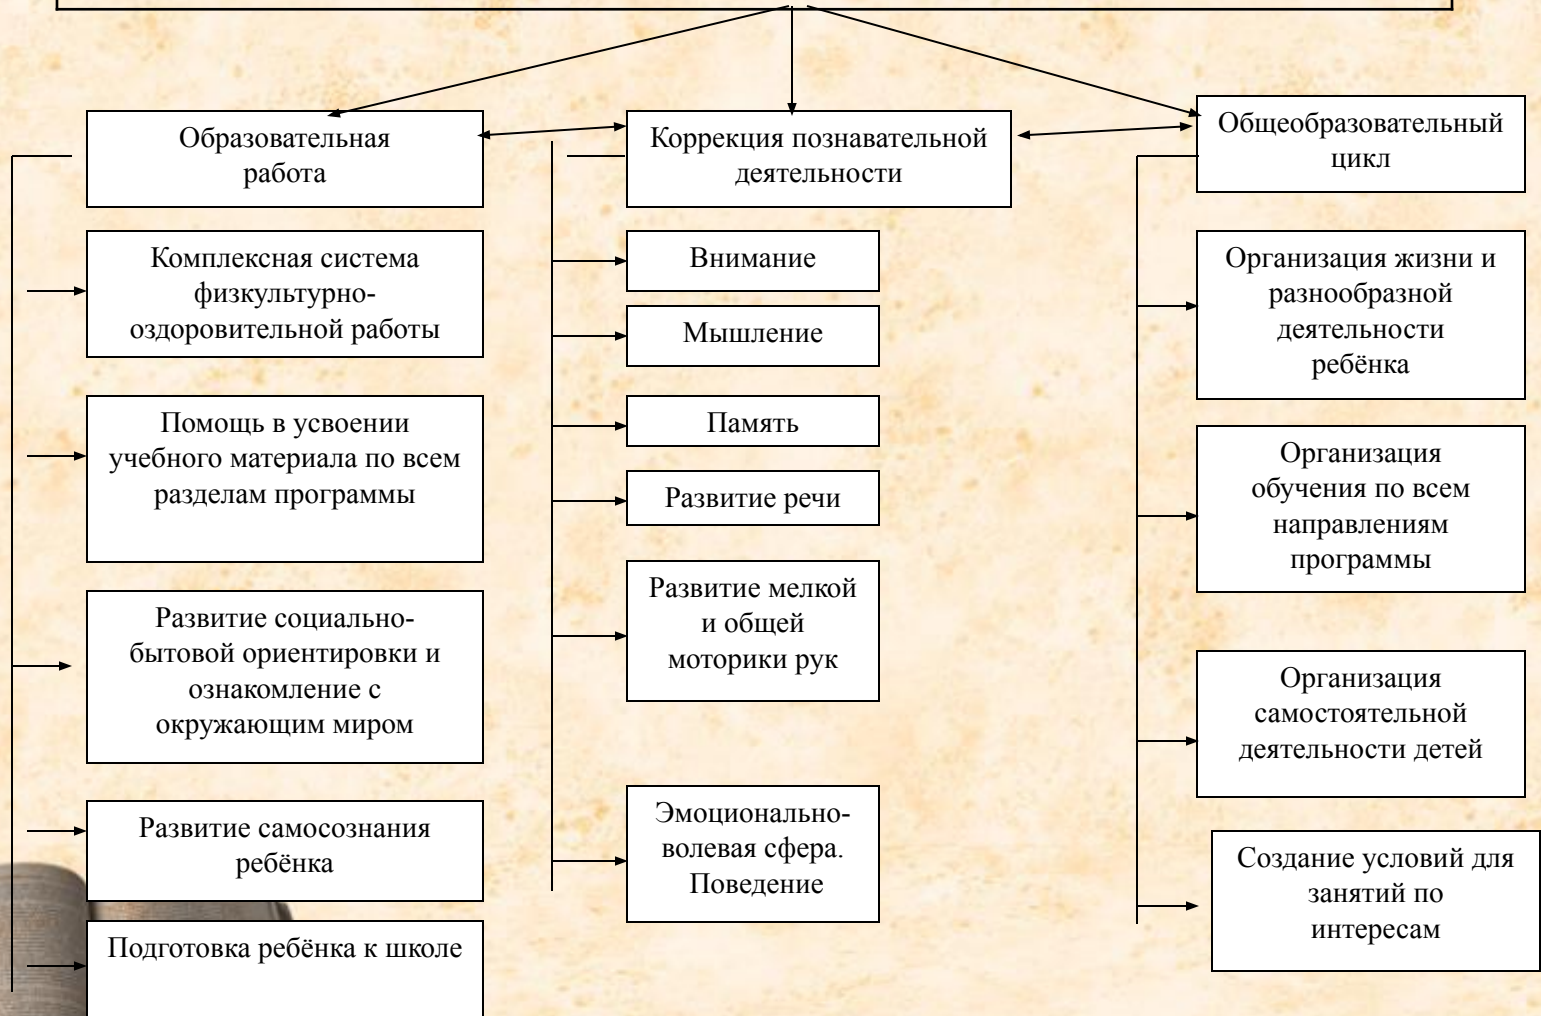 Образовательная
работа
Комплексная система
физкультурно-
оздоровительной работы
Помощь в усвоении
учебного материала по всем
разделам программы
Развитие социально-
бытовой ориентировки и
ознакомление с
окружающим миром
Развитие самосознания
ребёнка
Подготовка ребёнка к школе
Коррекция познавательной
деятельности
Внимание
Мышление
Память
Развитие речи
Развитие мелкой
и общей
моторики рук
Эмоционально-
волевая сфера.
Поведение
Общеобразовательный
цикл
Организация жизни и
разнообразной
деятельности
ребёнка
Организация
обучения по всем
направлениям
программы
Организация
самостоятельной
деятельности детей
Создание условий для
занятий по
интересам